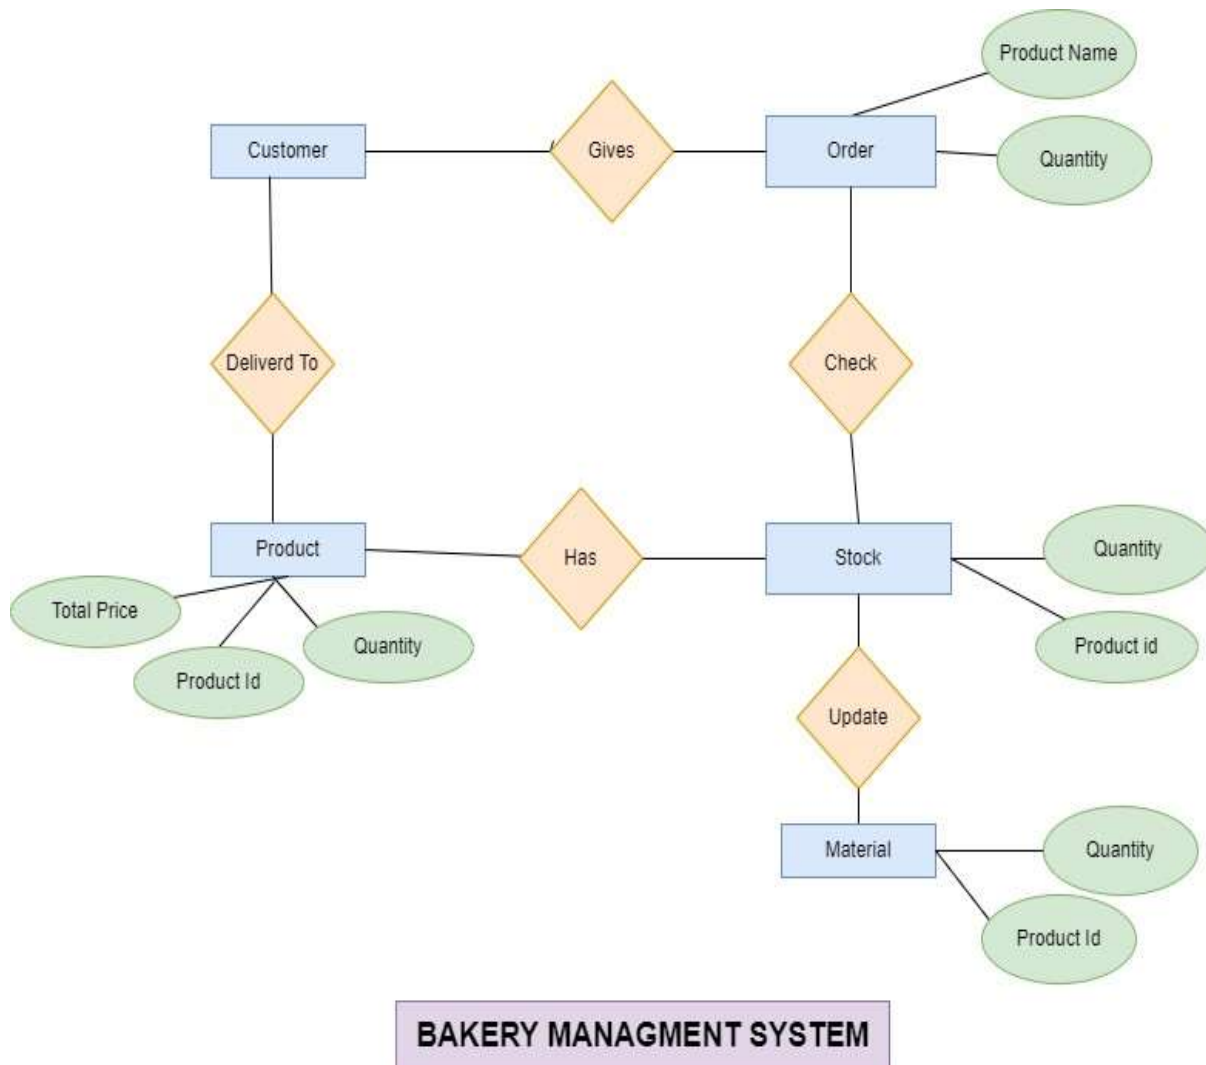 Product Name
Customer
Gives
Order
Quantity
Deliverd To
Check
Product
Has
Stock
Quantity
Total Price
Quantity
Product id
Product Id
Update
Material
Quantity
Product Id
BAKERY MANAGMENT SYSTEM